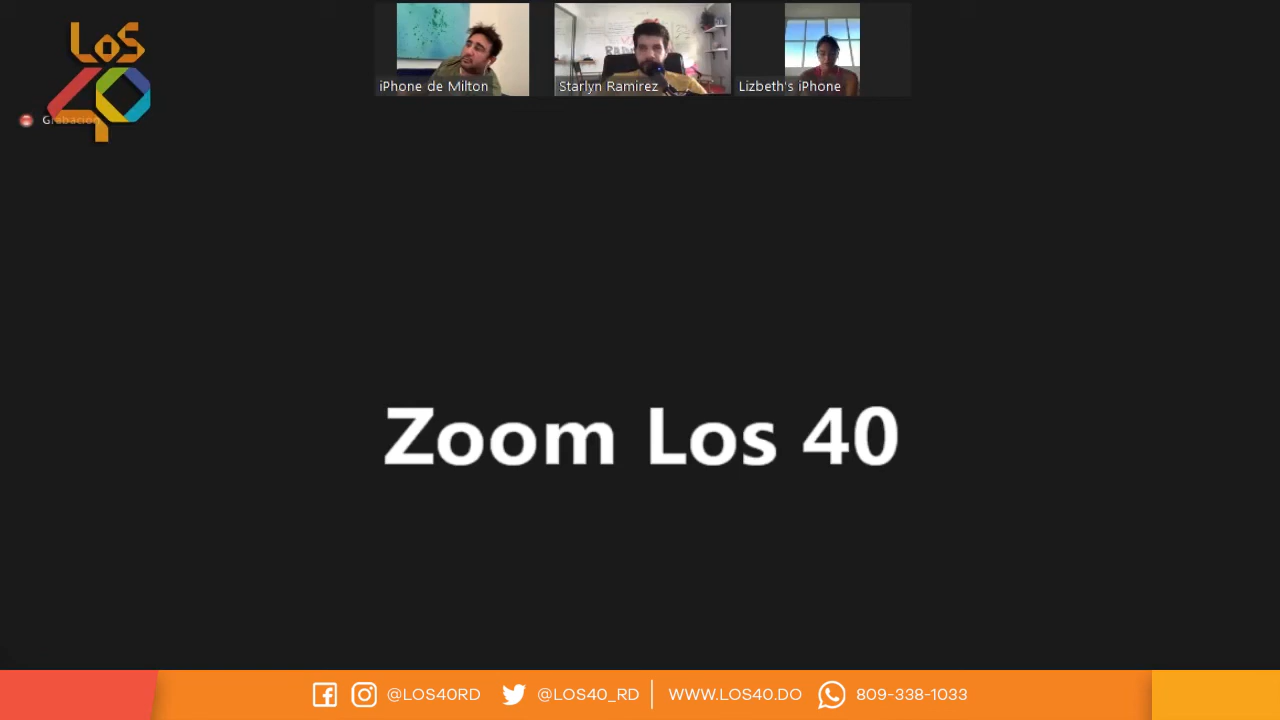 LOS
40
Grabación
iPhone de Milton
Starlyn Ramirez
Lizbeth's iPhone
Zoom Los 40
@LOS40RD @LOS40_RD WWW.LOS40.DO 809-338-1033